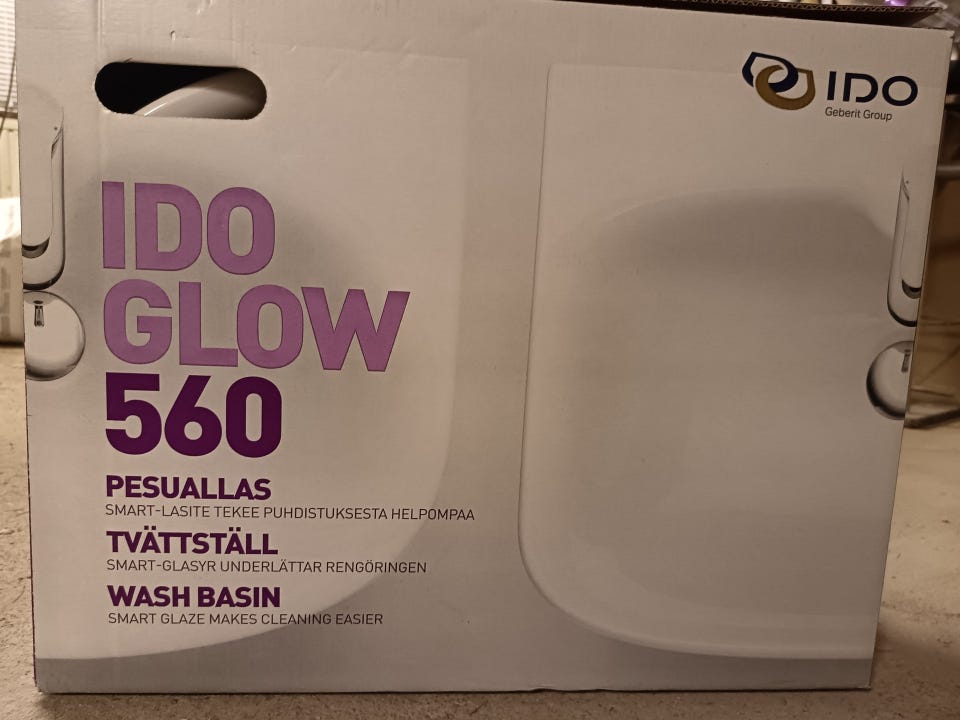 IDO
Geberit Group
IDO
GLOW
560
PESUALLAS
SMART-LASITE TEKEE PUHDISTUKSESTA HELPOMPAA
TVÄTTSTÄLL
SMART-GLASYR UNDERLÄTTAR RENGÖRINGEN
WASH BASIN
SMART GLAZE MAKES CLEANING EASIER